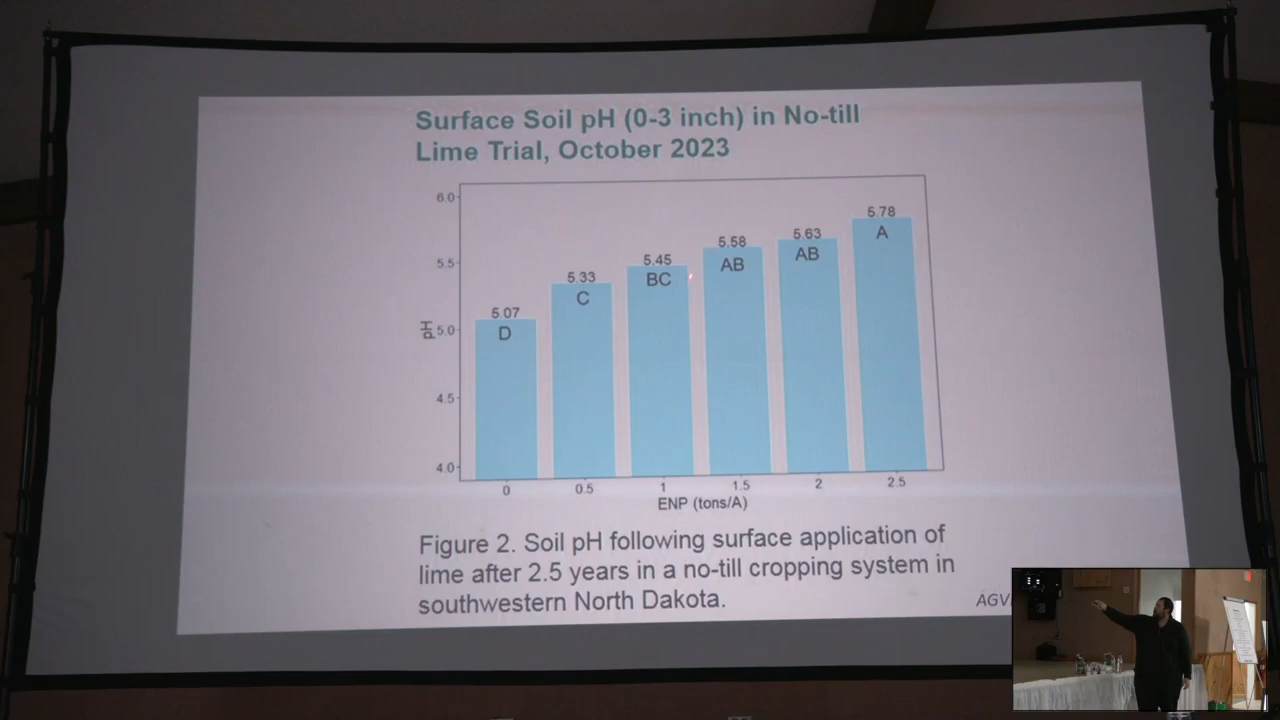 Surface Soil pH (0-3 inch) in No-till
Lime Trial, October 2023
6.0
5.5
5.0
4.5
4.0
pH
5.07
D
5.33
C
5.45
BC
5.58
AB
5.63
AB
5.78
A
0
0.5
1
1.5
2
2.5
ENP (tons/A)
Figure 2. Soil pH following surface application of
lime after 2.5 years in a no-till cropping system in
southwestern North Dakota.
AGV